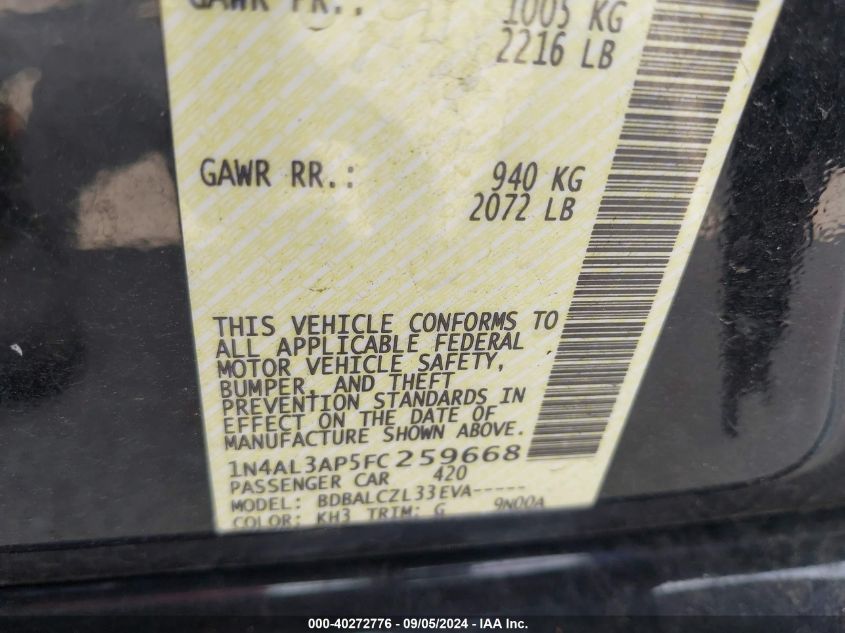 GAWR FR.: 1005 KG
2216 LB
GAWR RR.: 940 KG
2072 LB
THIS VEHICLE CONFORMS TO
ALL APPLICABLE FEDERAL
MOTOR VEHICLE SAFETY,
BUMPER, AND THEFT
PREVENTION STANDARDS IN
EFFECT ON THE DATE OF
MANUFACTURE SHOWN ABOVE.
1N4AL3AP5FC259668
PASSENGER CAR 420
MODEL: BDBALCZL33EVA-----
COLOR: KH3 TRIM: G 9N00A
000-40272776 - 09/05/2024 - IAA Inc.